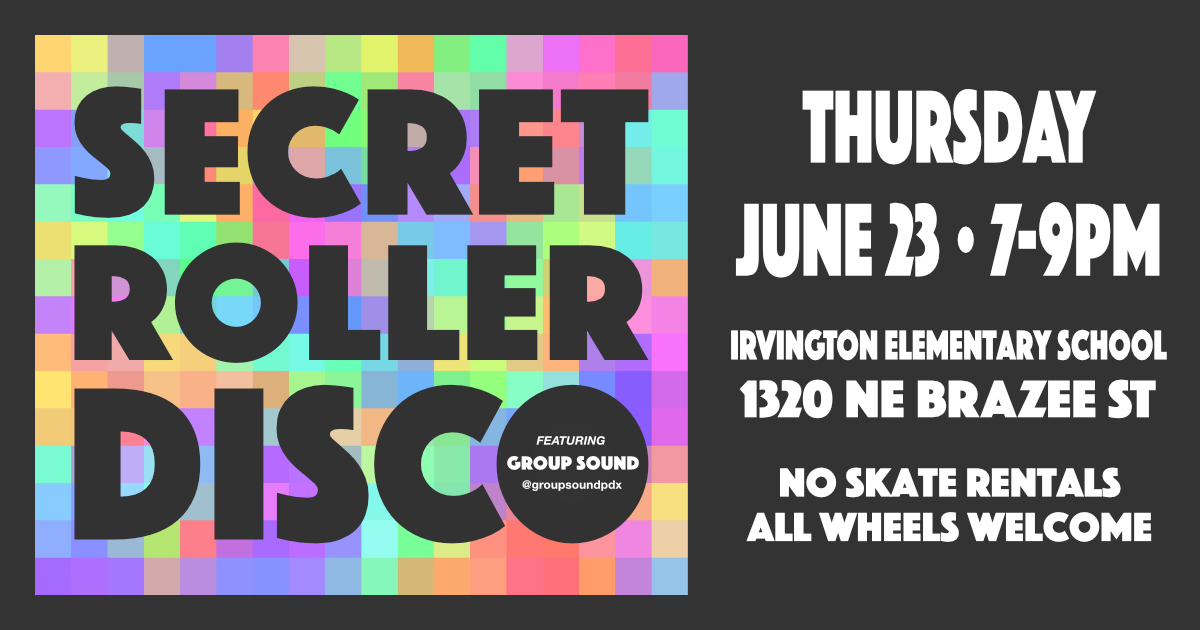 SECRET
ROLLER
DISCO
FEATURING
GROUP SOUND
@groupsoundpdx
THURSDAY
JUNE 23 • 7-9PM
IRVINGTON ELEMENTARY SCHOOL
1320 NE BRAZEE ST
NO SKATE RENTALS
ALL WHEELS WELCOME